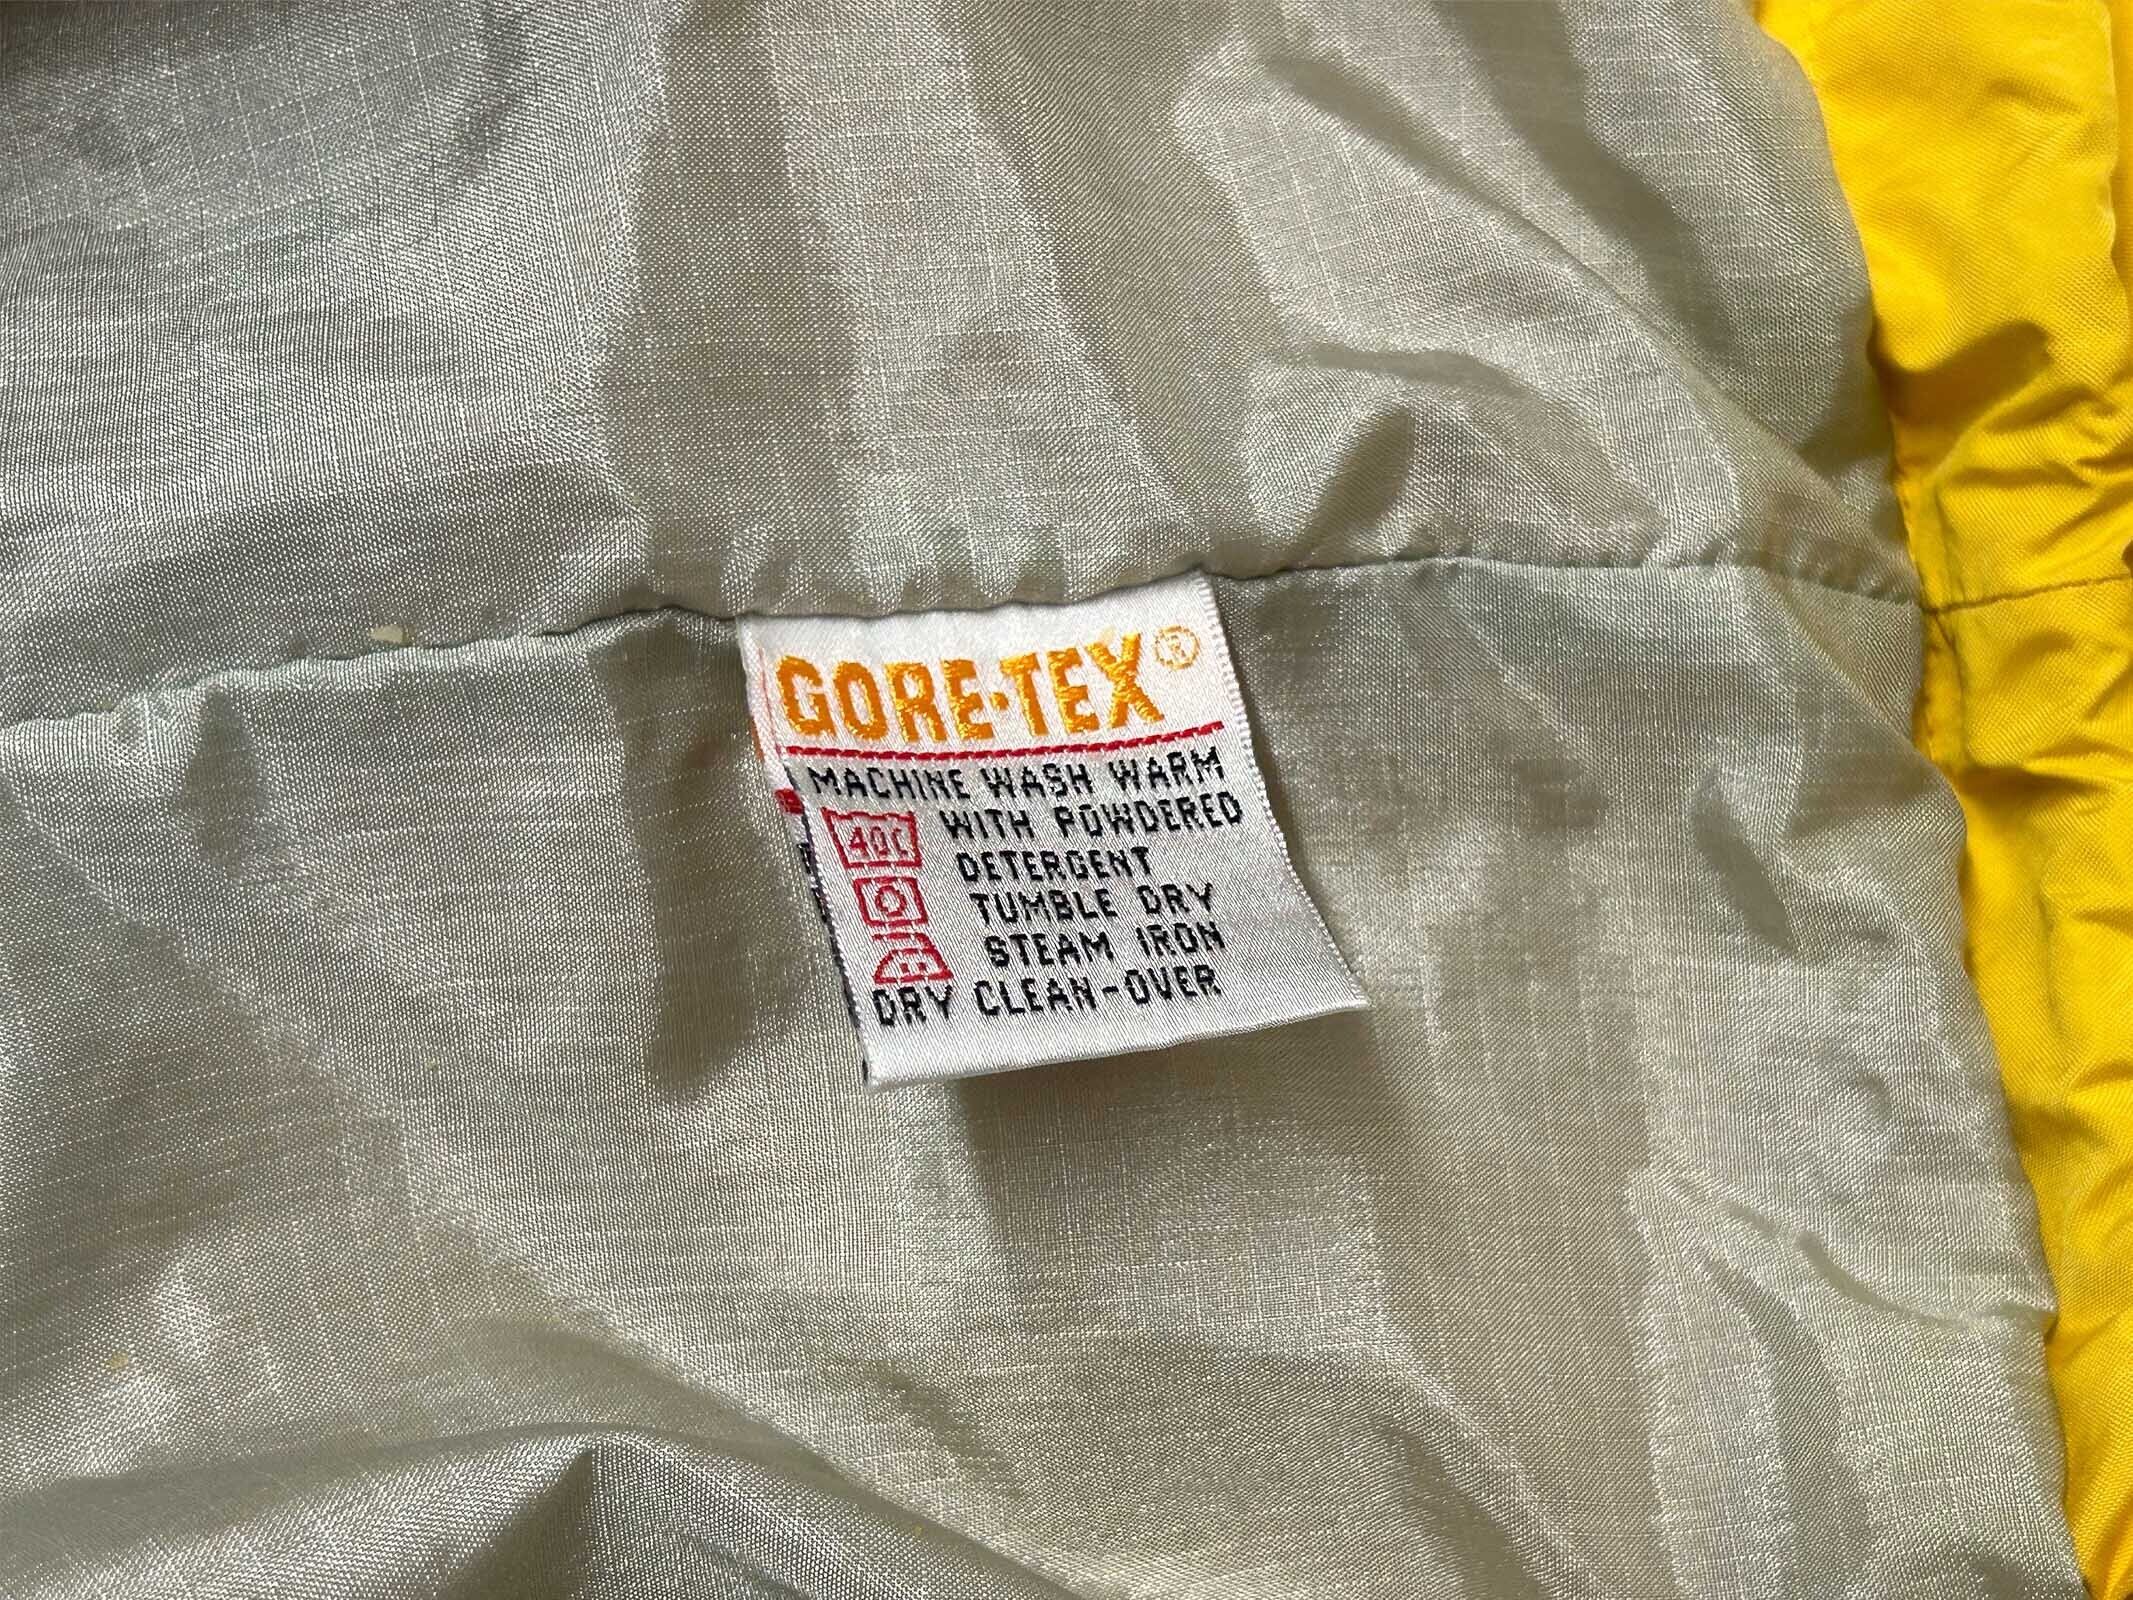 GORE-TEX®
MACHINE WASH WARM
WITH POWDERED
40C
DETERGENT
TUMBLE DRY
STEAM IRON
DRY CLEAN-OVER